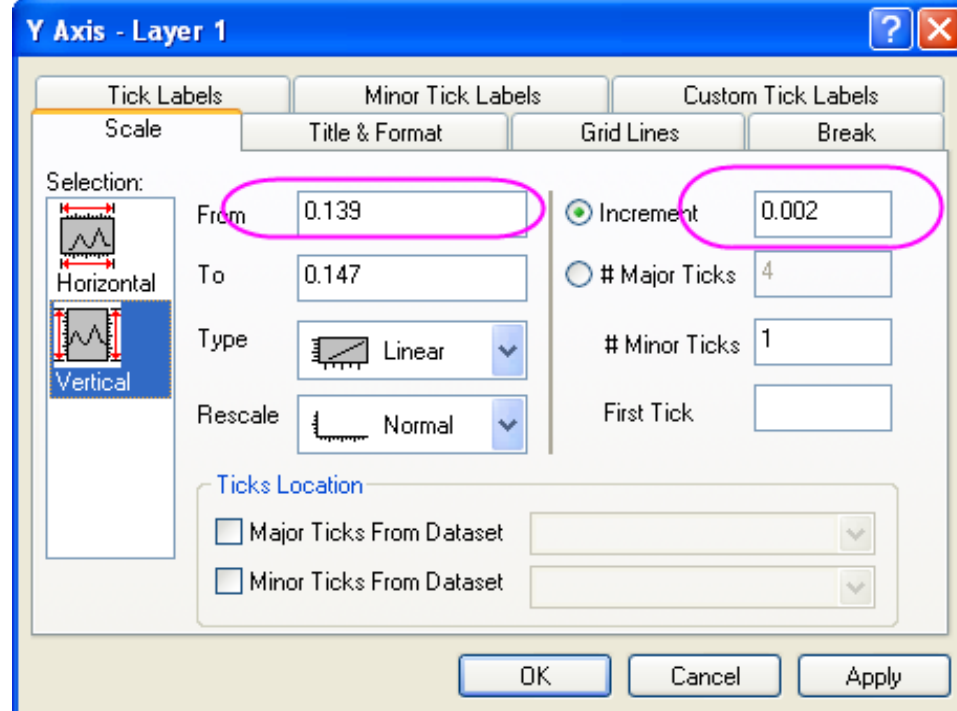 Y Axis - Layer 1
Tick Labels
Minor Tick Labels
Custom Tick Labels
Scale
Title & Format
Grid Lines
Break
Selection:
Horizontal
Vertical
From 0.139
To 0.147
Type Linear
Rescale Normal
Increment 0.002
# Major Ticks 4
# Minor Ticks 1
First Tick
Ticks Location
Major Ticks From Dataset
Minor Ticks From Dataset
OK
Cancel
Apply